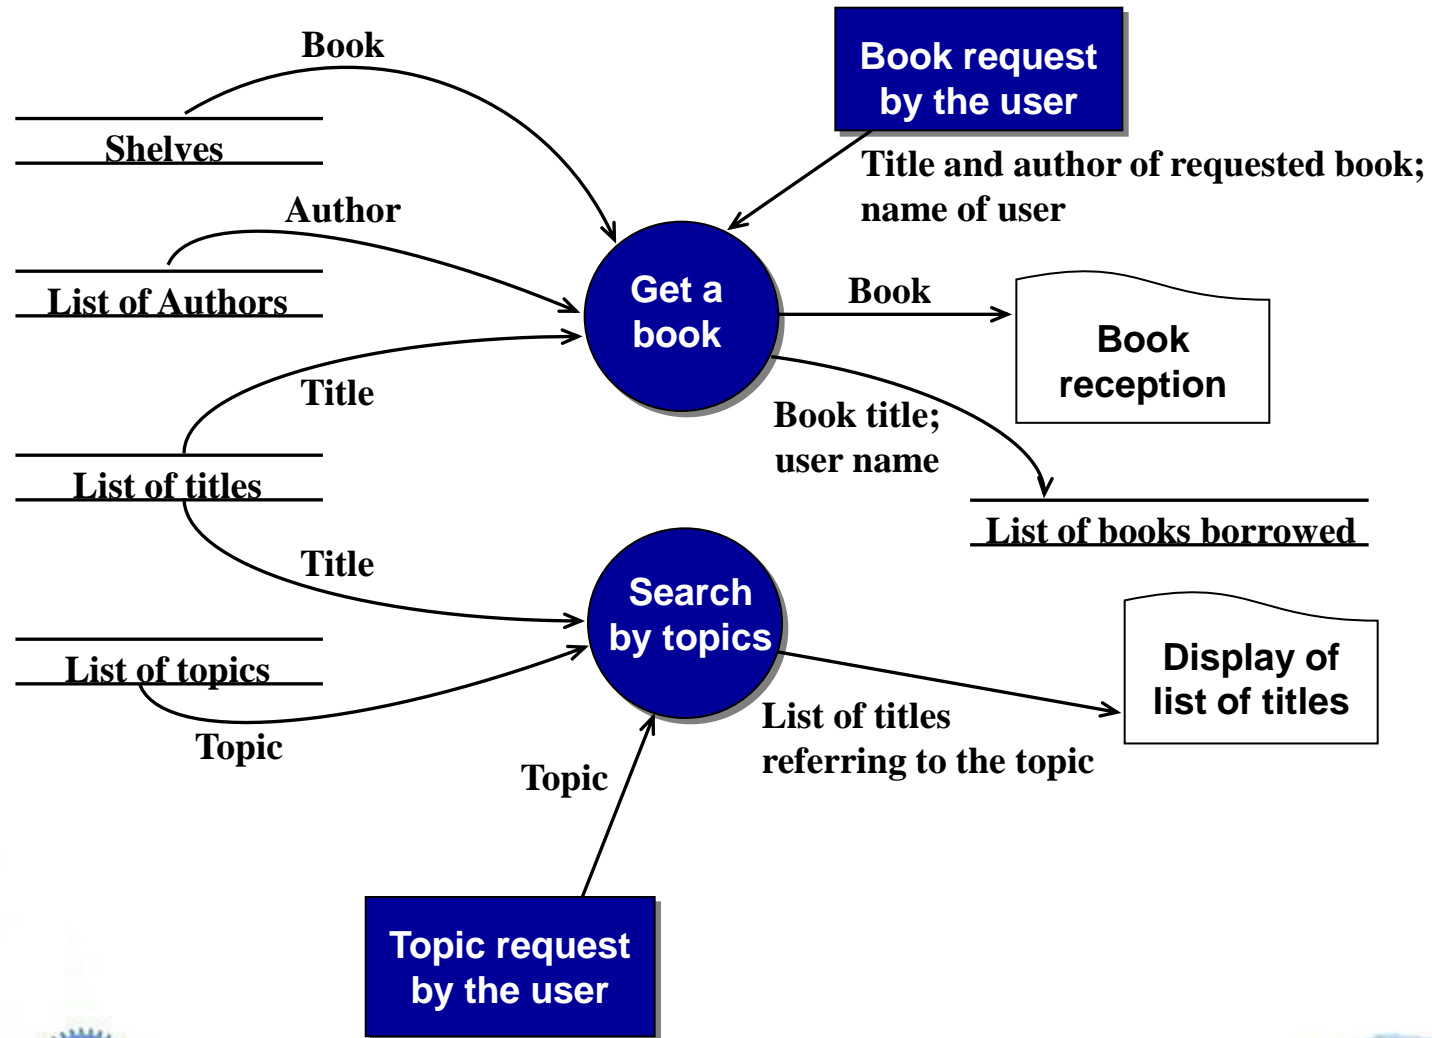 Book
Book request
by the user
Shelves
Title and author of requested book;
name of user
Author
List of Authors
Get a
book
Book
Book
reception
Title
Book title;
user name
List of titles
List of books borrowed
Title
Search
by topics
List of topics
Display of
list of titles
Topic
List of titles
referring to the topic
Topic
Topic request
by the user